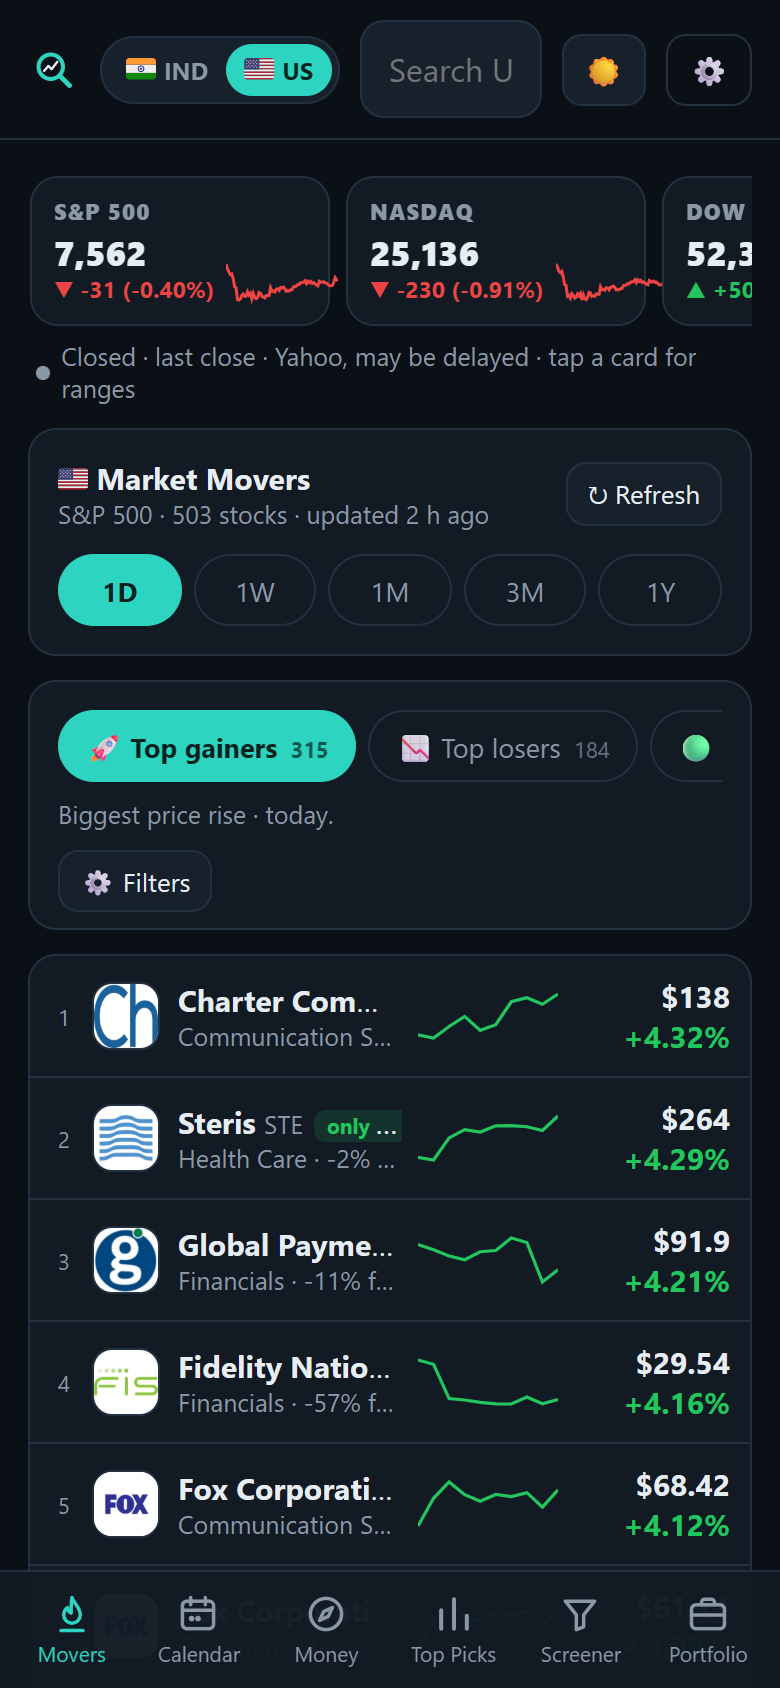 IND
US
Search U
S&P 500
7,562
▼ -31 (-0.40%)
NASDAQ
25,136
▼ -230 (-0.91%)
DOW
52,3
▲ +50
Closed · last close · Yahoo, may be delayed · tap a card for
ranges
Market Movers
S&P 500 · 503 stocks · updated 2 h ago
↻ Refresh
1D
1W
1M
3M
1Y
Top gainers 315
Top losers 184
Biggest price rise · today.
Filters
1
Ch
Charter Com...
Communication S...
$138
+4.32%
2
Steris STE only ...
Health Care · -2% ...
$264
+4.29%
3
g
Global Payme...
Financials · -11% f...
$91.9
+4.21%
4
FIS
Fidelity Natio...
Financials · -57% f...
$29.54
+4.16%
5
FOX
Fox Corporati...
Communication S...
$68.42
+4.12%
FOX
Movers
Calendar
Money
Top Picks
Screener
Portfolio